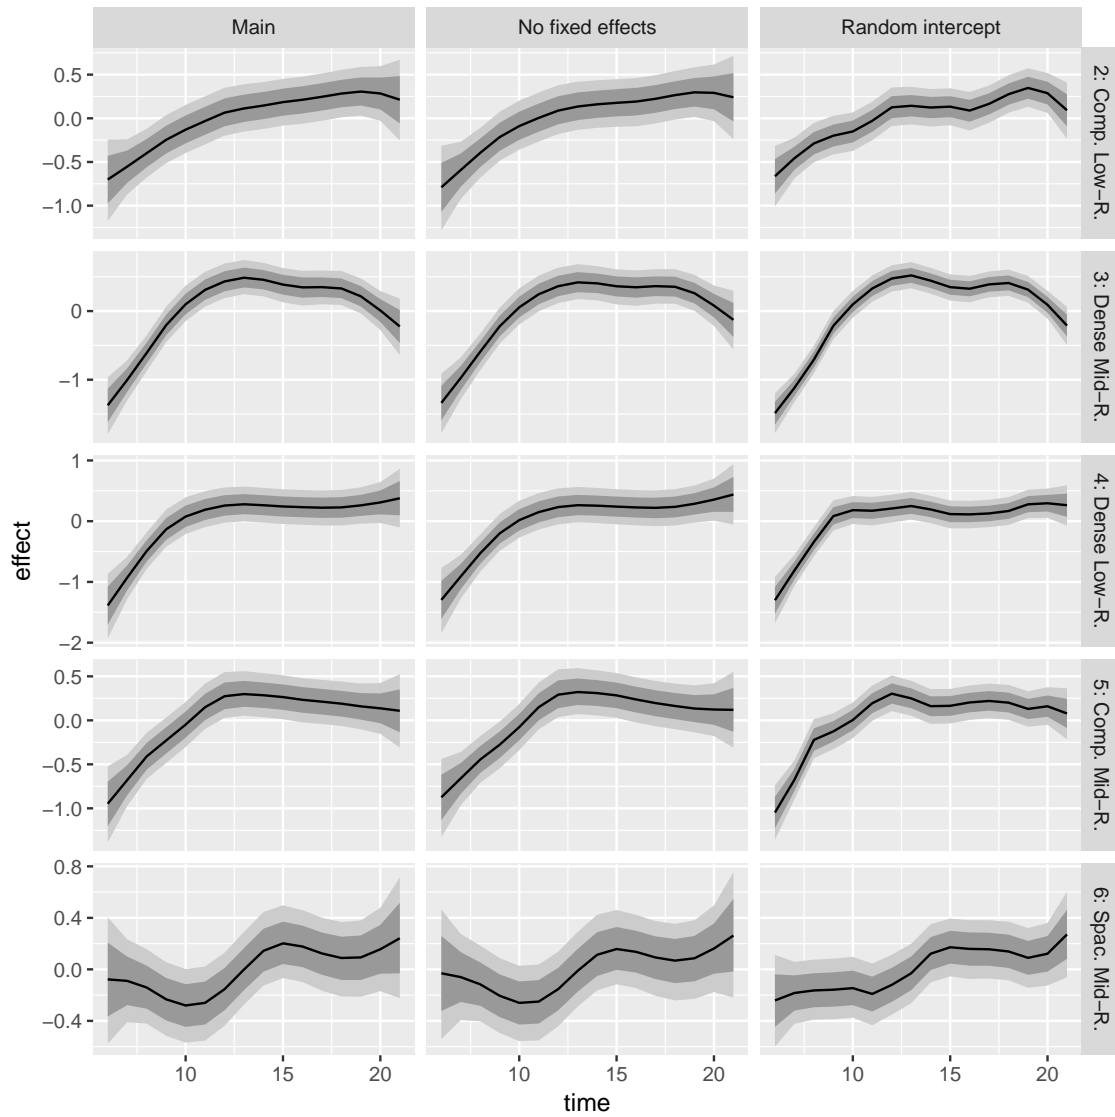 Main No fixed effects Random intercept
0.5
0.0
−0.5
−1.0
2: Comp. Low−R.
0
−1
3: Dense Mid−R.
1
0
−1
−2
4: Dense Low−R.
0.5
0.0
−0.5
−1.0
5: Comp. Mid−R.
0.8
0.4
0.0
−0.4
6: Spac. Mid−R.
effect
10 20 10 20 10 20
time